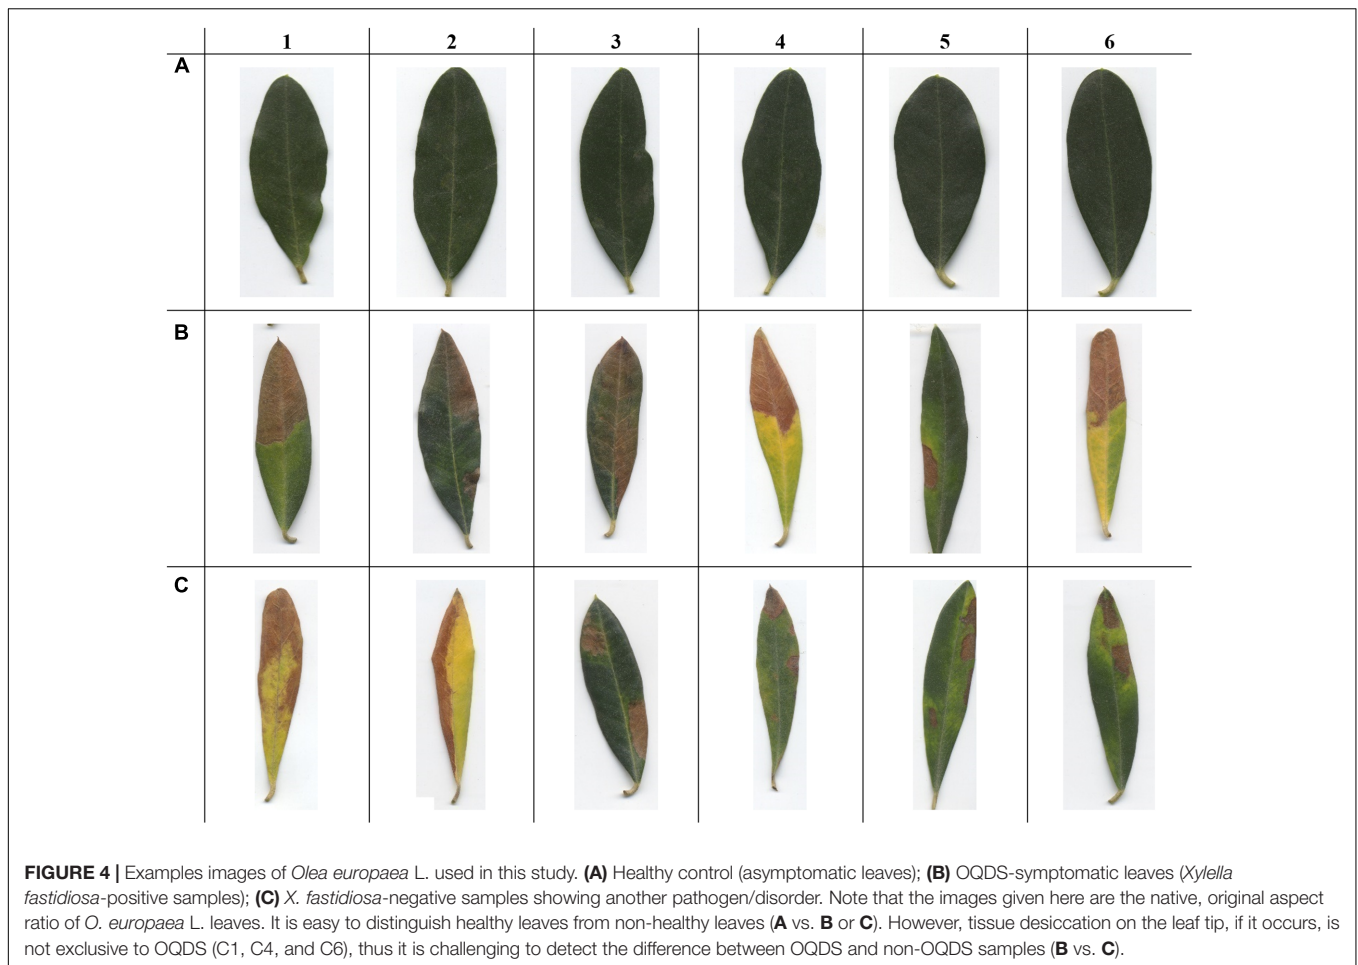 1 2 3 4 5 6
A
B
C
FIGURE 4 | Examples images of Olea europaea L. used in this study. (A) Healthy control (asymptomatic leaves); (B) OQDS-symptomatic leaves (Xylella
fastidiosa-positive samples); (C) X. fastidiosa-negative samples showing another pathogen/disorder. Note that the images given here are the native, original aspect
ratio of O. europaea L. leaves. It is easy to distinguish healthy leaves from non-healthy leaves (A vs. B or C). However, tissue desiccation on the leaf tip, if it occurs, is
not exclusive to OQDS (C1, C4, and C6), thus it is challenging to detect the difference between OQDS and non-OQDS samples (B vs. C).